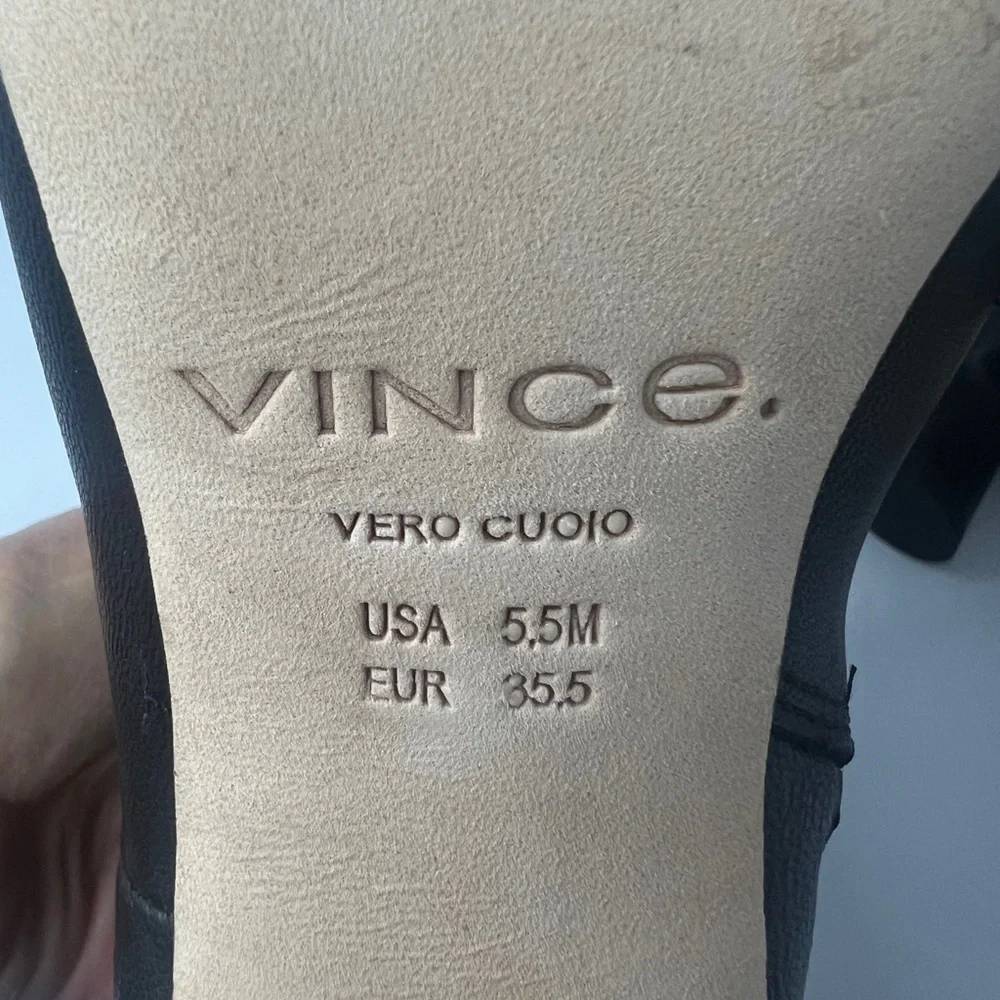 VINCe.
VERO CUOIO
USA 5.5M
EUR 35.5